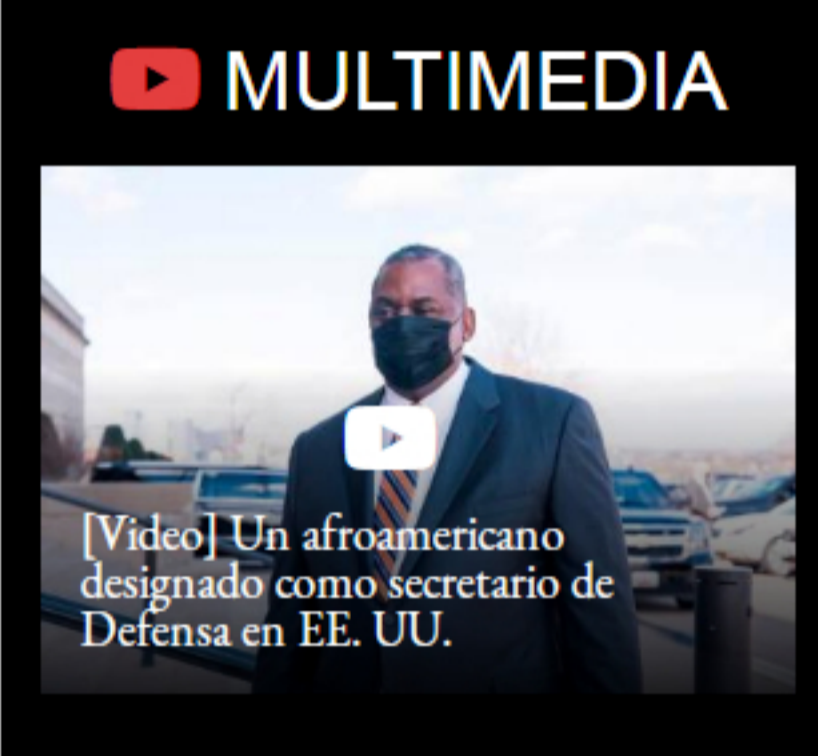 MULTIMEDIA
[Video] Un afroamericano
designado como secretario de
Defensa en EE. UU.